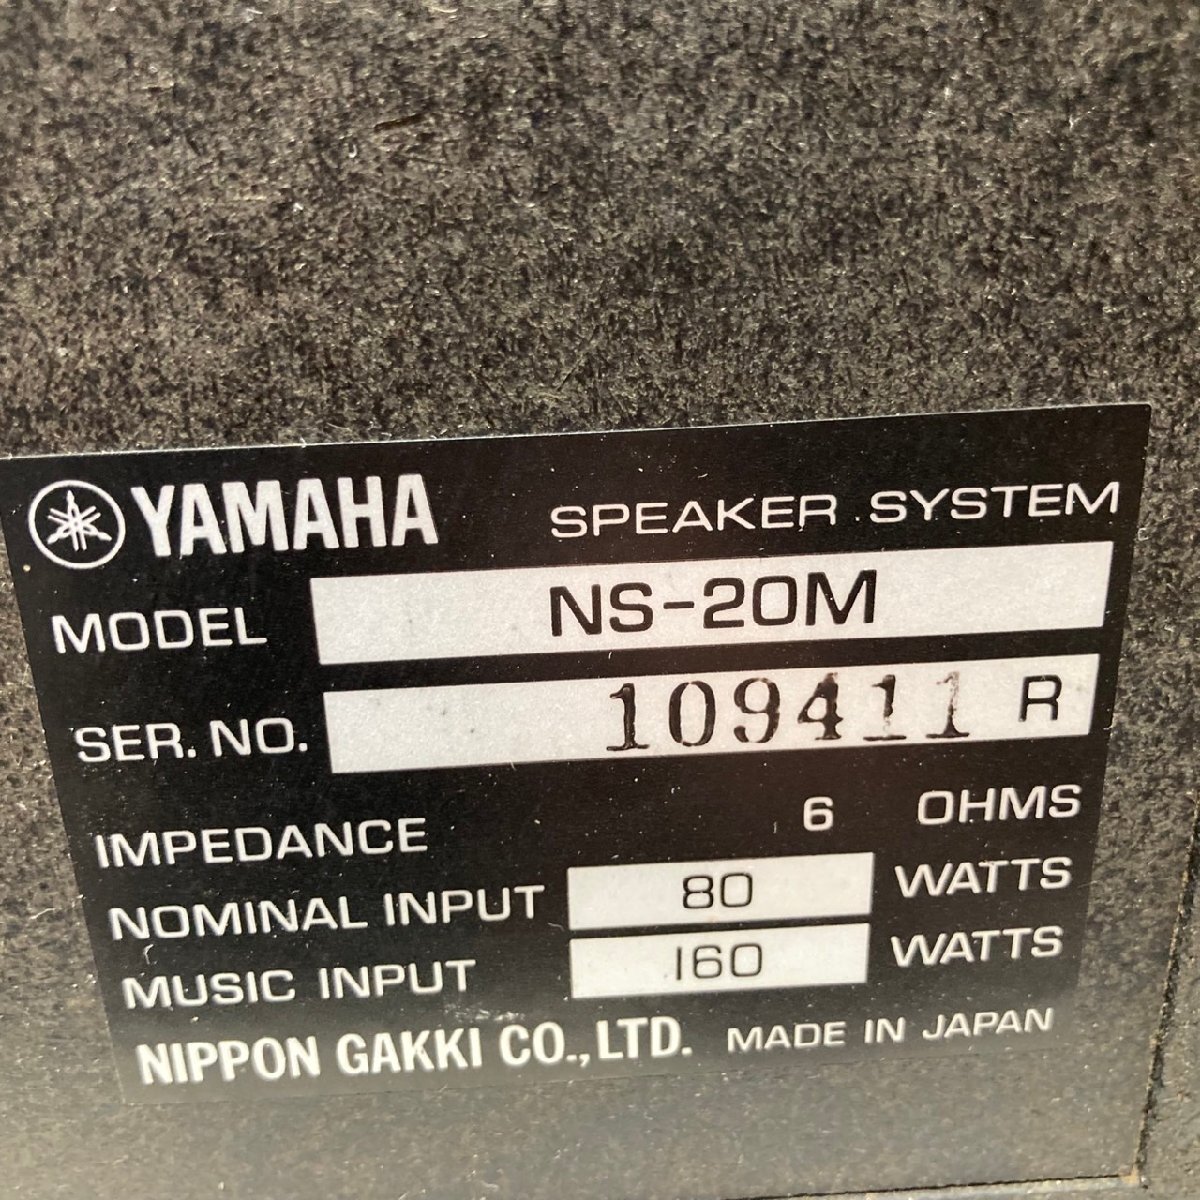 YAMAHA SPEAKER SYSTEM
MODEL NS-20M
SER. NO. 109411 R
IMPEDANCE 6 OHMS
NOMINAL INPUT 80 WATTS
MUSIC INPUT 160 WATTS
NIPPON GAKKI CO., LTD. MADE IN JAPAN